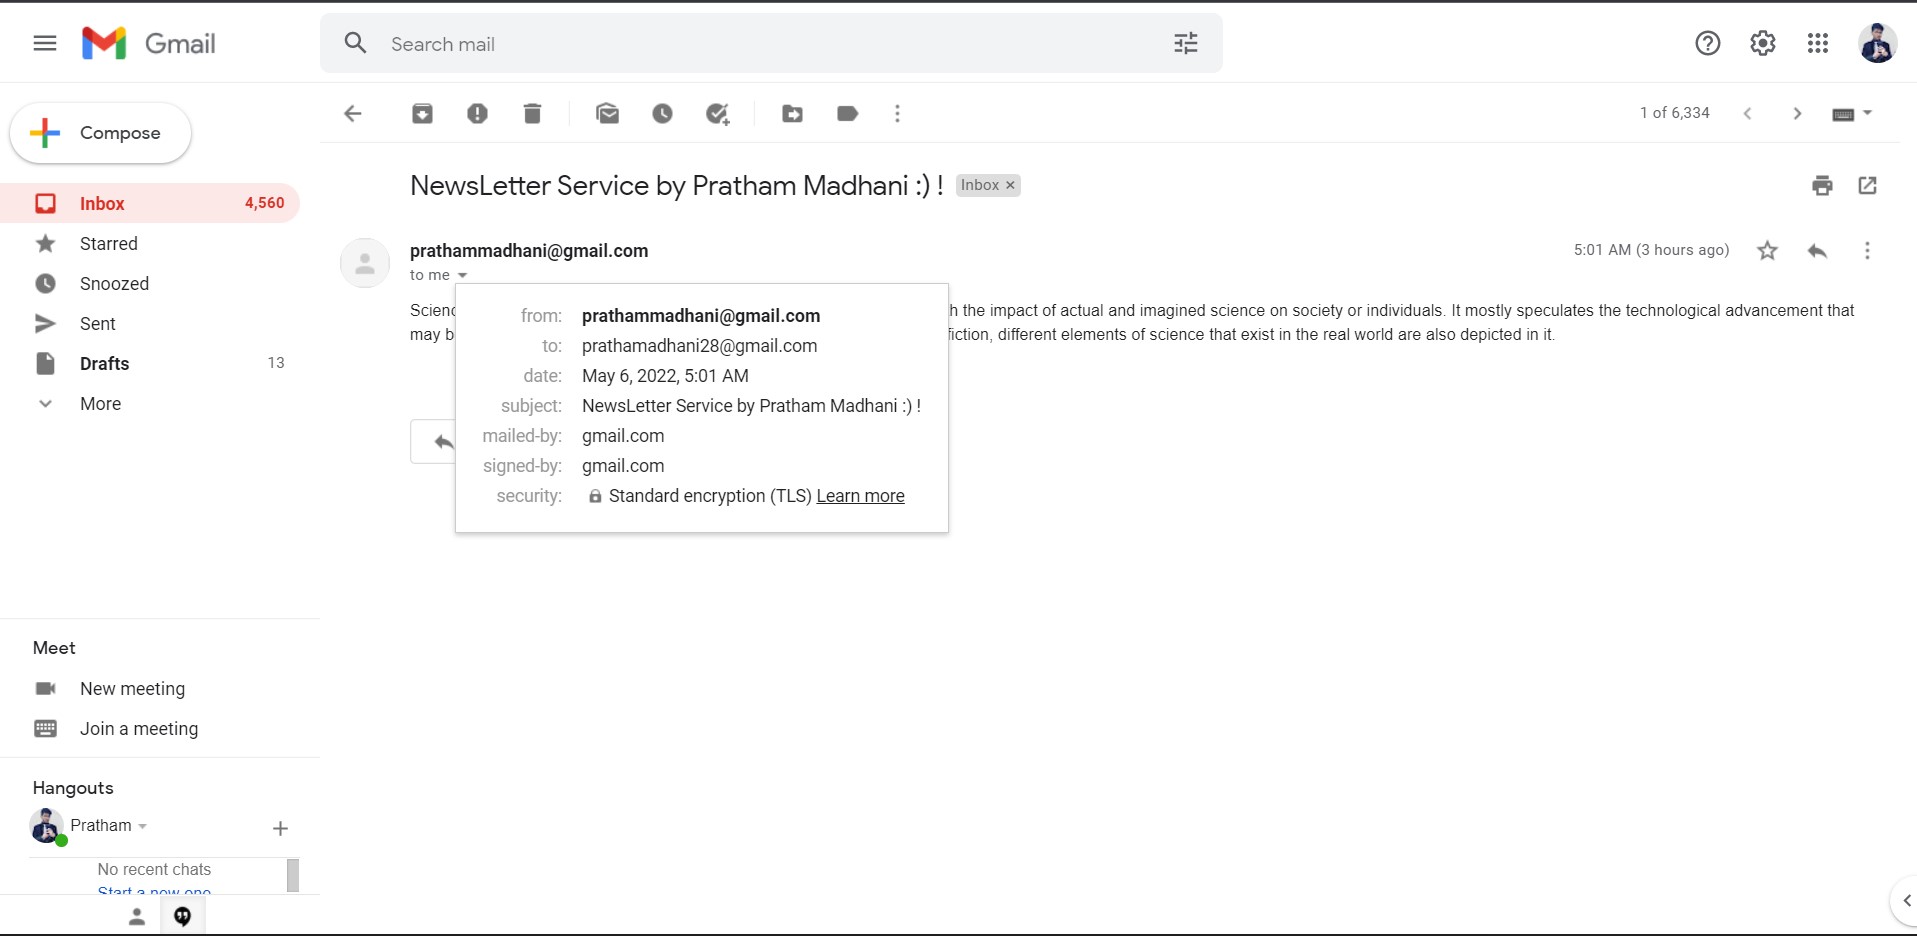 Gmail
Search mail
Compose
1 of 6,334
Inbox 4,560
Starred
Snoozed
Sent
Drafts 13
More
NewsLetter Service by Pratham Madhani :) ! Inbox ×
prathammadhani@gmail.com
5:01 AM (3 hours ago)
to me
the impact of actual and imagined science on society or individuals. It mostly speculates the technological advancement that
may different elements of science that exist in the real world are also depicted in it.
from: prathammadhani@gmail.com
to: prathamadhani28@gmail.com
date: May 6, 2022, 5:01 AM
subject: NewsLetter Service by Pratham Madhani :) !
mailed-by: gmail.com
signed-by: gmail.com
security: Standard encryption (TLS) Learn more
Meet
New meeting
Join a meeting
Hangouts
Pratham
No recent chats
Start a new one